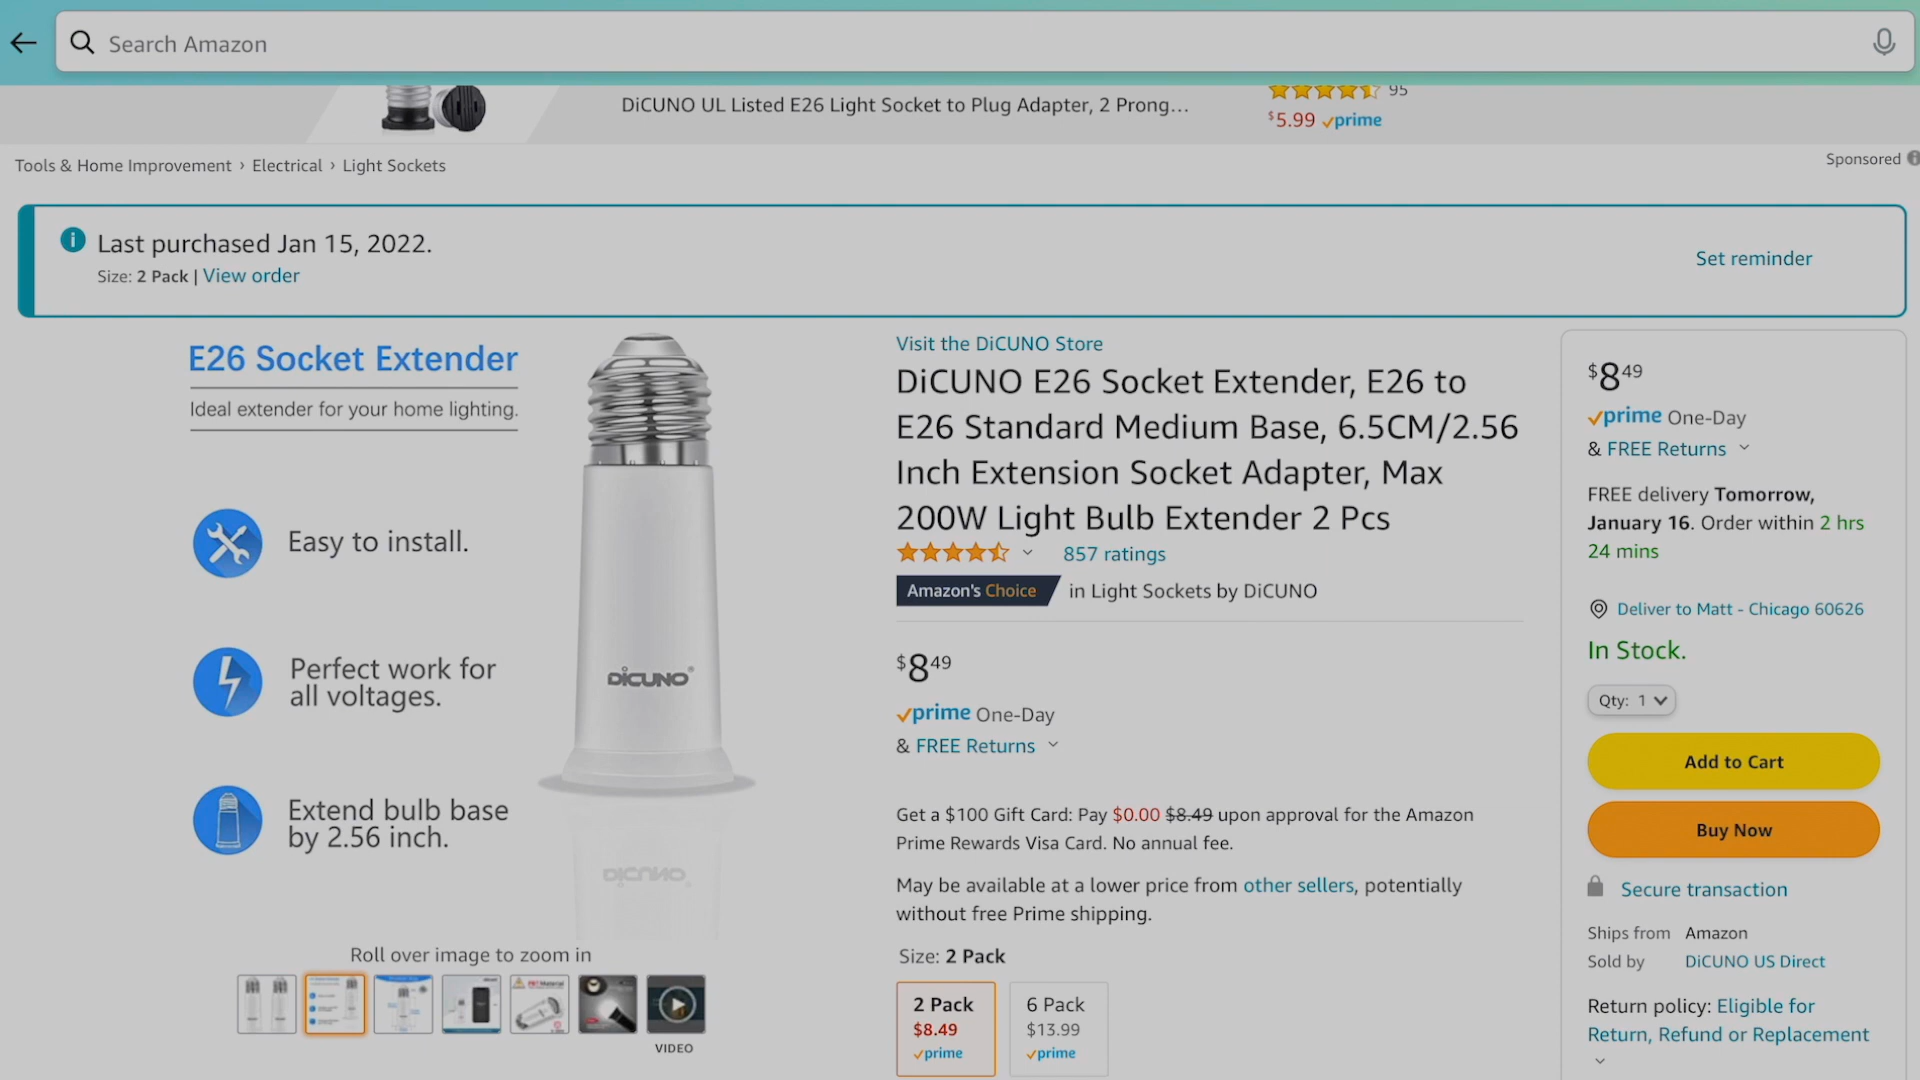 Search Amazon
DiCUNO UL Listed E26 Light Socket to Plug Adapter, 2 Prong...
95
$5.99 prime
Tools & Home Improvement › Electrical › Light Sockets
Sponsored
Last purchased Jan 15, 2022.
Size: 2 Pack | View order
Set reminder
E26 Socket Extender
Ideal extender for your home lighting.
Easy to install.
Perfect work for
all voltages.
Extend bulb base
by 2.56 inch.
DiCUNO®
Roll over image to zoom in
VIDEO
Visit the DiCUNO Store
DiCUNO E26 Socket Extender, E26 to
E26 Standard Medium Base, 6.5CM/2.56
Inch Extension Socket Adapter, Max
200W Light Bulb Extender 2 Pcs
857 ratings
Amazon's Choice in Light Sockets by DiCUNO
$8 49
prime One-Day
& FREE Returns
Get a $100 Gift Card: Pay $0.00 $8.49 upon approval for the Amazon
Prime Rewards Visa Card. No annual fee.
May be available at a lower price from other sellers, potentially
without free Prime shipping.
Size: 2 Pack
2 Pack
$8.49
prime
6 Pack
$13.99
prime
$8 49
prime One-Day
& FREE Returns
FREE delivery Tomorrow,
January 16. Order within 2 hrs
24 mins
Deliver to Matt - Chicago 60626
In Stock.
Qty: 1
Add to Cart
Buy Now
Secure transaction
Ships from Amazon
Sold by DiCUNO US Direct
Return policy: Eligible for
Return, Refund or Replacement